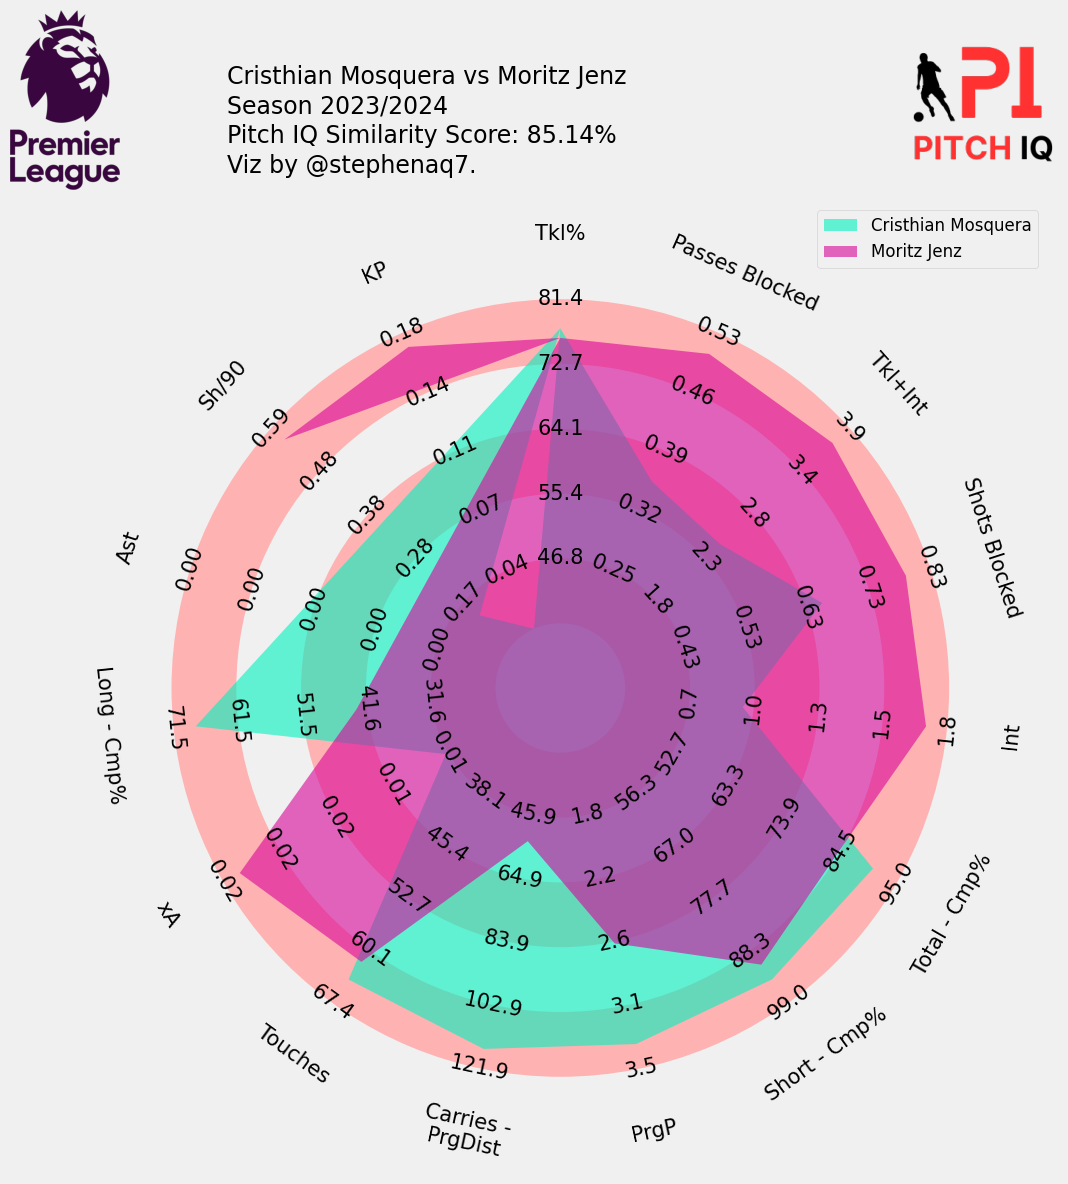 Premier
League
Cristhian Mosquera vs Moritz Jenz
Season 2023/2024
Pitch IQ Similarity Score: 85.14%
Viz by @stephenaq7.
PI
PITCH IQ
Cristhian Mosquera
Moritz Jenz
Tkl%
81.4
72.7
64.1
55.4
46.8
Passes Blocked
0.53
0.46
0.39
0.32
0.25
Tkl+Int
3.9
3.4
2.8
2.3
1.8
Shots Blocked
0.83
0.73
0.63
0.53
0.43
Int
1.8
1.5
1.3
1.0
0.7
Total - Cmp%
95.0
84.5
73.9
63.3
52.7
Short - Cmp%
99.0
88.3
77.7
67.0
56.3
PrgP
3.5
3.1
2.6
2.2
1.8
Carries -
PrgDist
121.9
102.9
83.9
64.9
45.9
Touches
67.4
60.1
52.7
45.4
38.1
xA
0.02
0.02
0.02
0.01
0.01
Long - Cmp%
71.5
61.5
51.5
41.6
31.6
Ast
0.00
0.00
0.00
0.00
0.00
Sh/90
0.59
0.48
0.38
0.28
0.17
KP
0.18
0.14
0.11
0.07
0.04